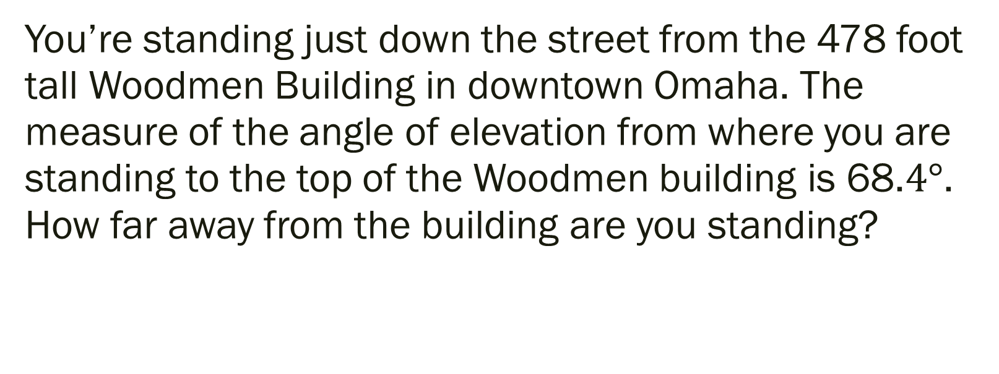 You’re standing just down the street from the 478 foot
tall Woodmen Building in downtown Omaha. The
measure of the angle of elevation from where you are
standing to the top of the Woodmen building is 68.4°.
How far away from the building are you standing?